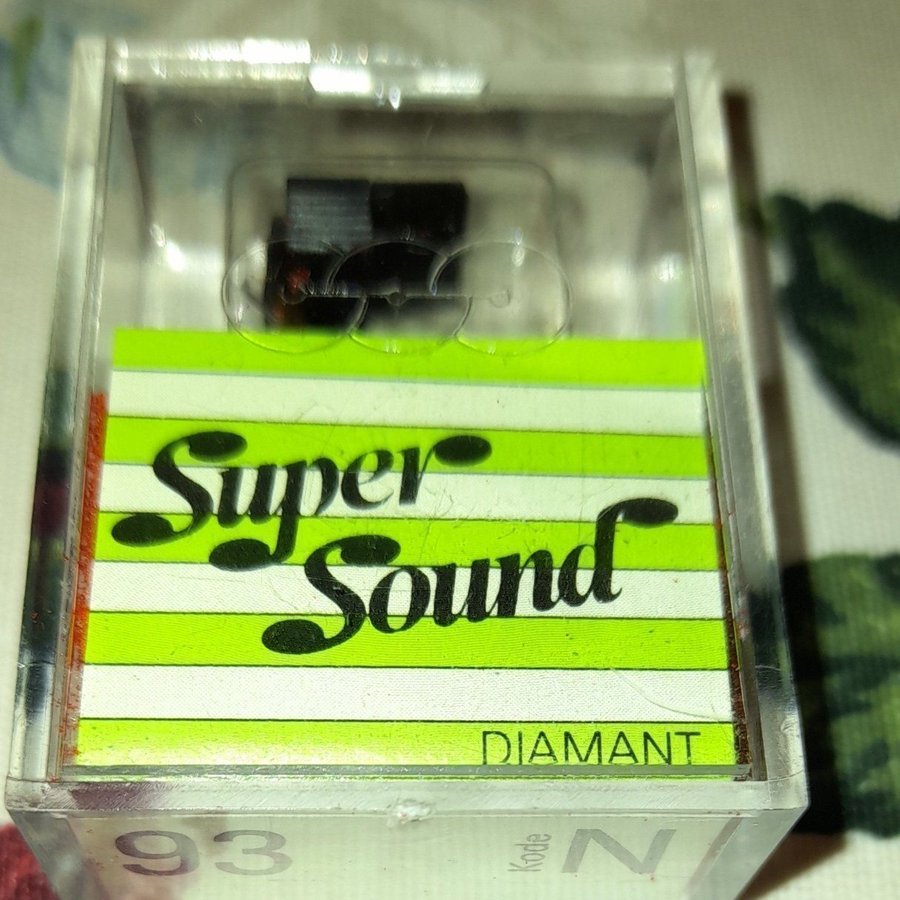 Super
Sound
DIAMANT
93 Kode N